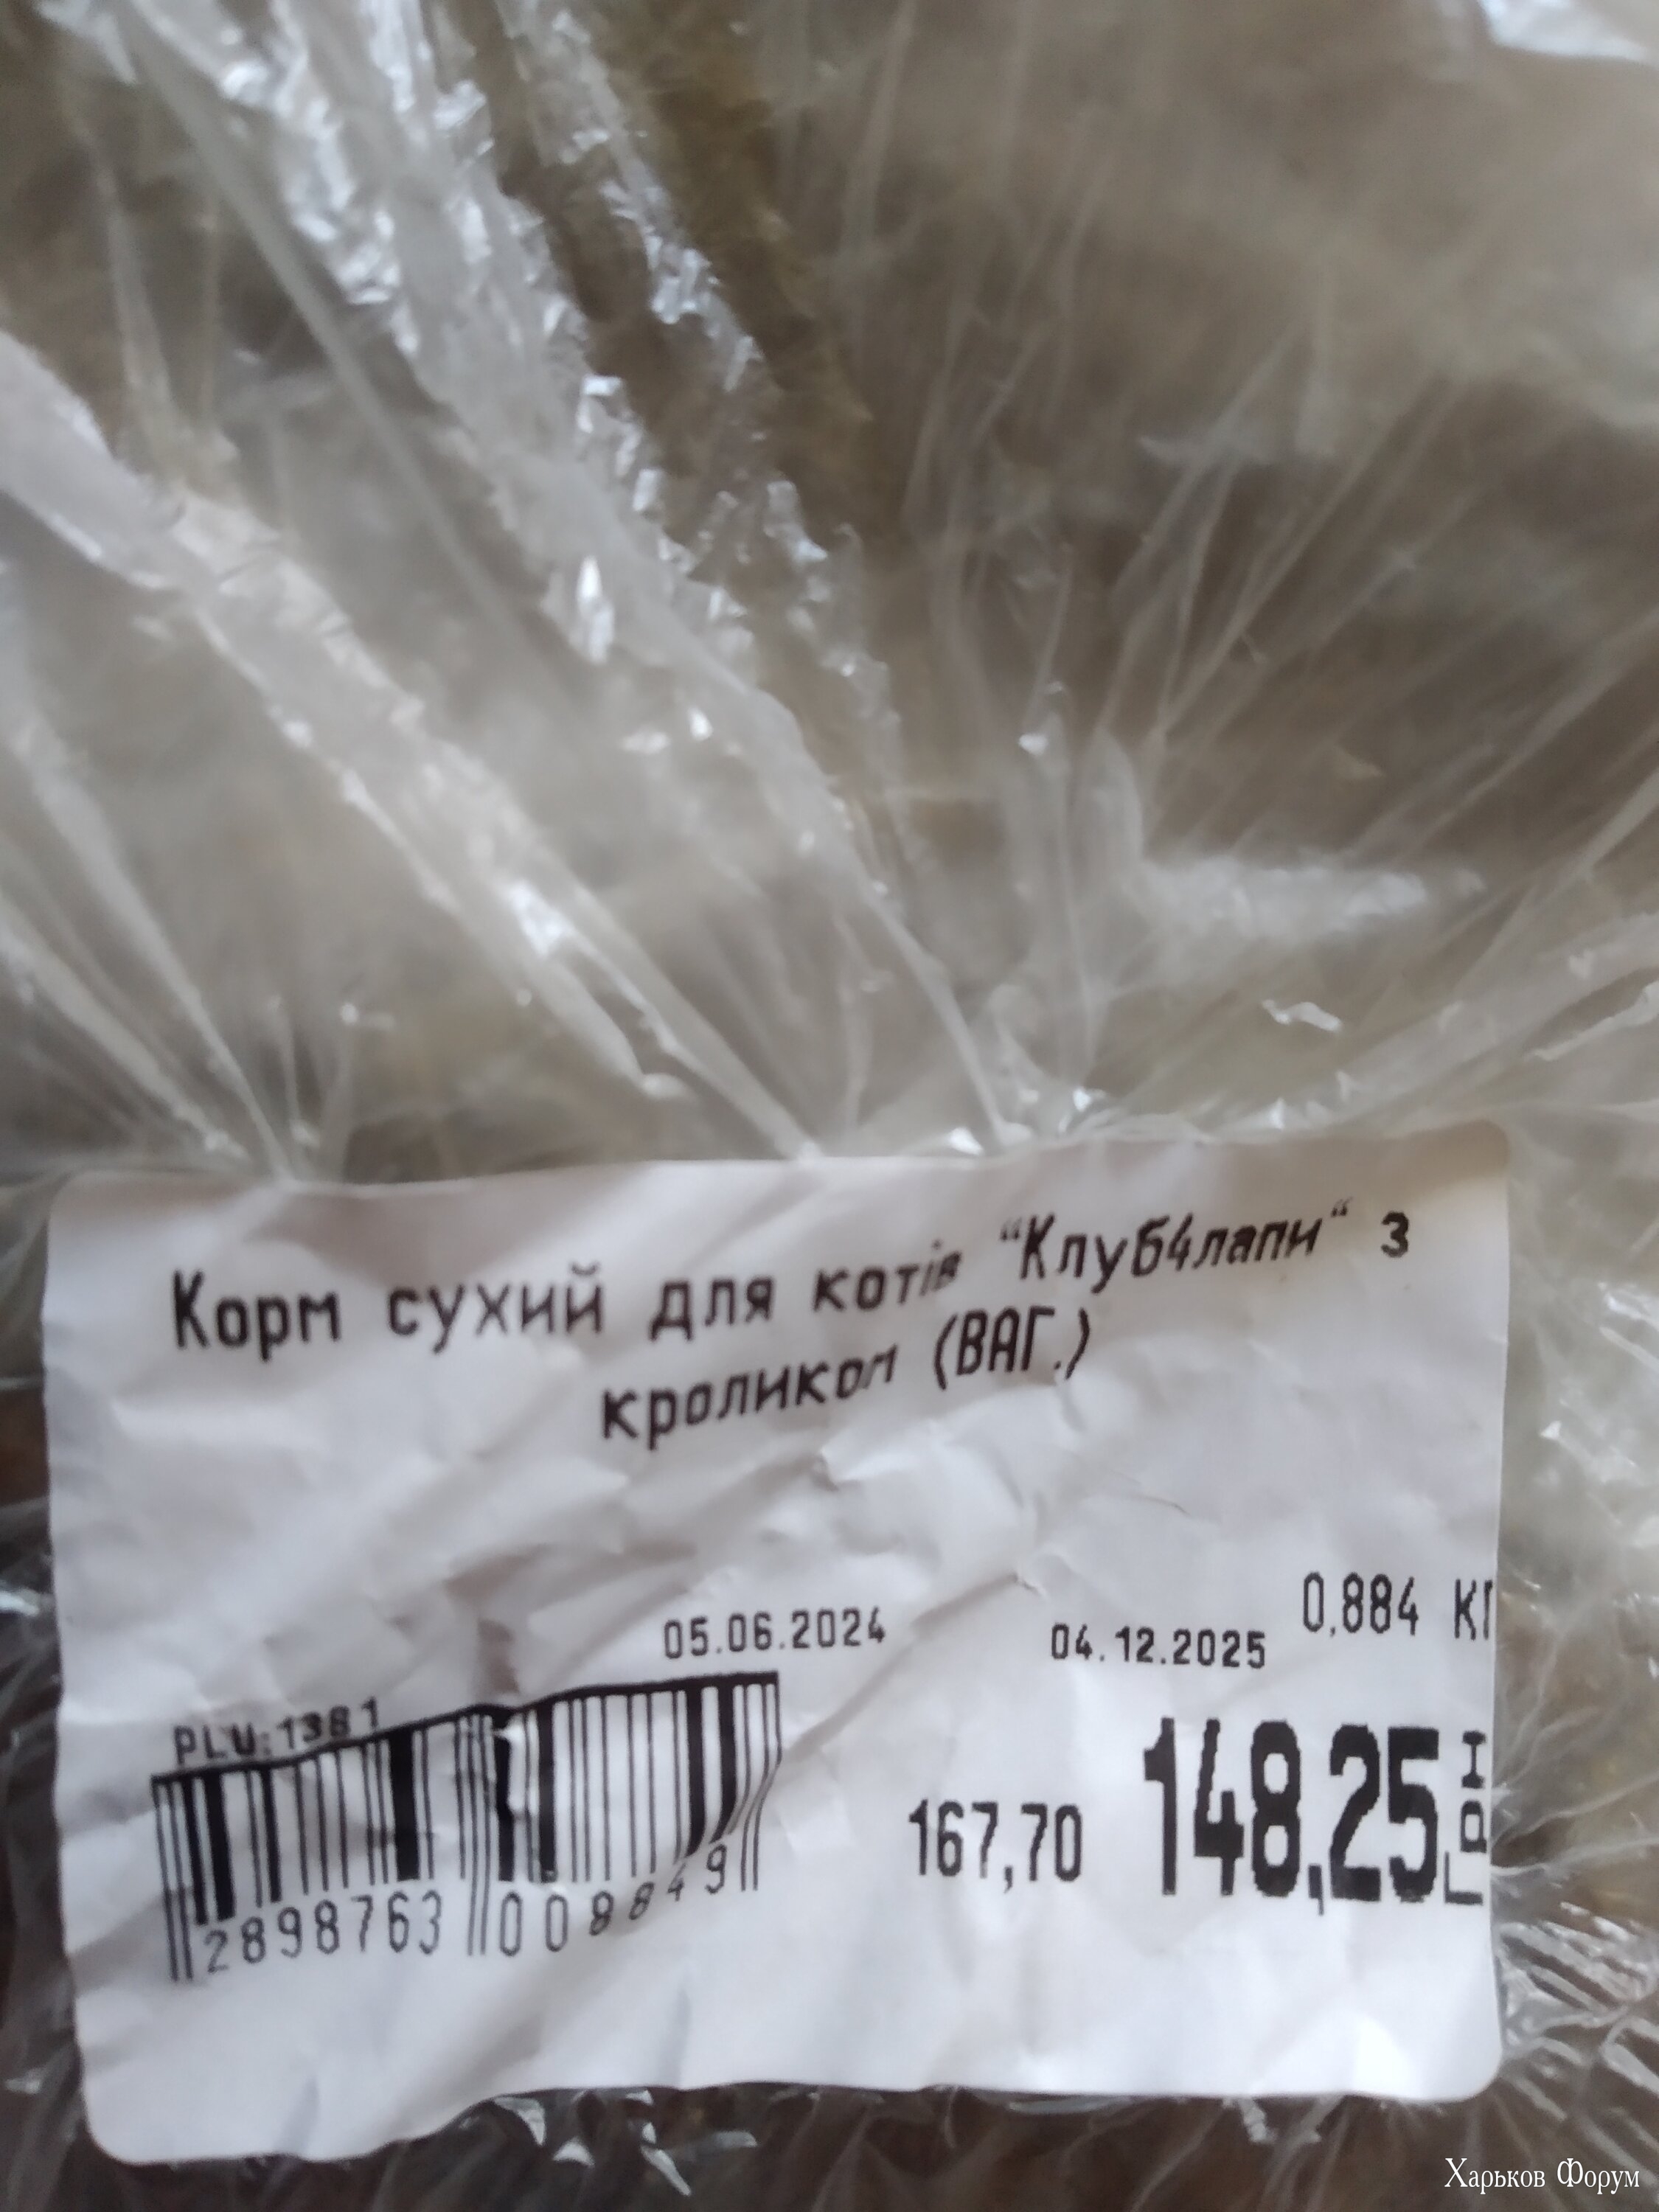 Корм сухий для котів “Клуб4лапи“ з
кроликом (ВАГ.)
0,884 КГ
05.06.2024 04.12.2025
PLU:1381
167,70 148,25 ГРН
2898763 008849
Харьков Форум